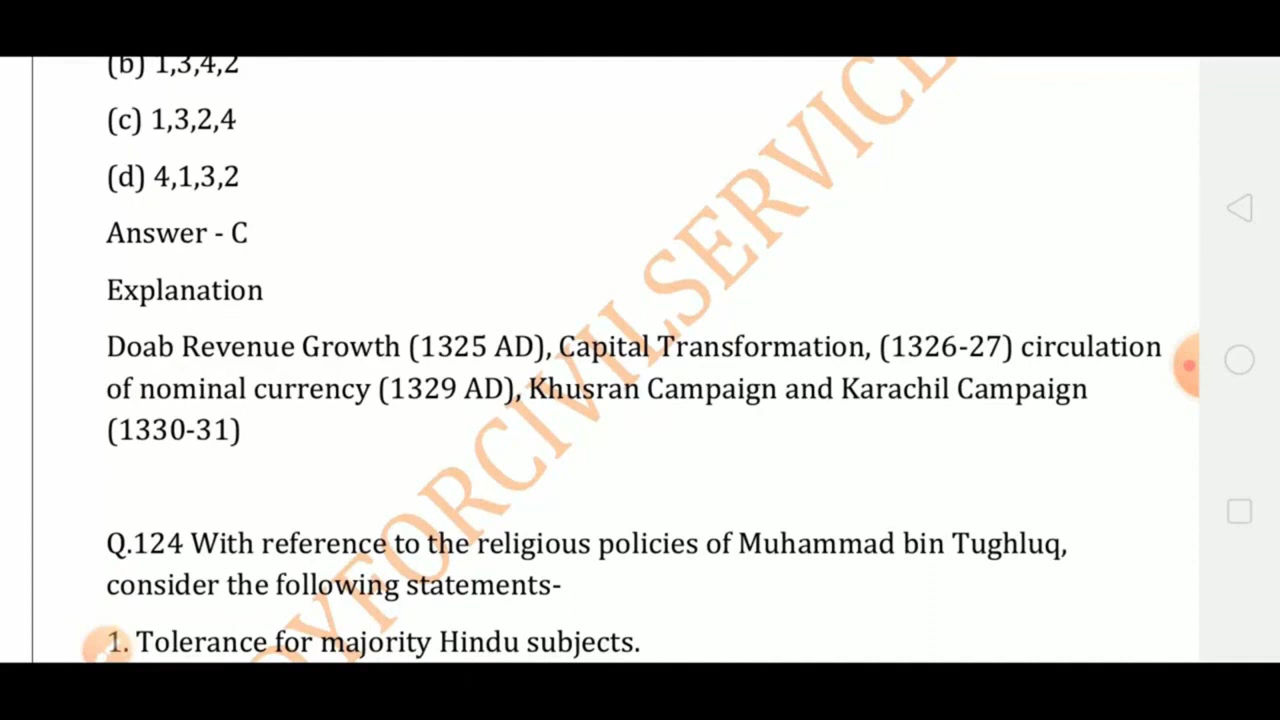 (b) 1,3,4,2
(c) 1,3,2,4
(d) 4,1,3,2
Answer - C
Explanation
Doab Revenue Growth (1325 AD), Capital Transformation, (1326-27) circulation
of nominal currency (1329 AD), Khusran Campaign and Karachil Campaign
(1330-31)
Q.124 With reference to the religious policies of Muhammad bin Tughluq,
consider the following statements-
1. Tolerance for majority Hindu subjects.